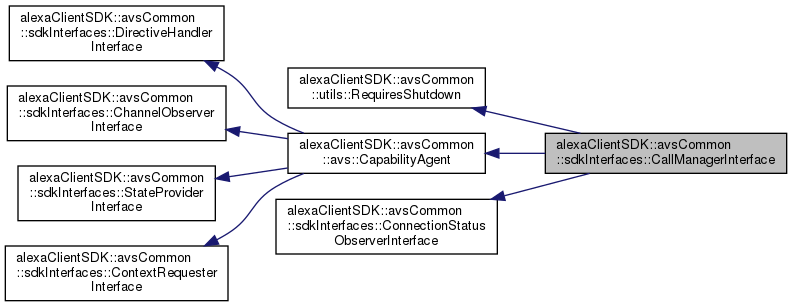 alexaClientSDK::avsCommon
::sdkInterfaces::DirectiveHandler
Interface
alexaClientSDK::avsCommon
::sdkInterfaces::ChannelObserver
Interface
alexaClientSDK::avsCommon
::sdkInterfaces::StateProvider
Interface
alexaClientSDK::avsCommon
::sdkInterfaces::ContextRequester
Interface
alexaClientSDK::avsCommon
::utils::RequiresShutdown
alexaClientSDK::avsCommon
::avs::CapabilityAgent
alexaClientSDK::avsCommon
::sdkInterfaces::ConnectionStatus
ObserverInterface
alexaClientSDK::avsCommon
::sdkInterfaces::CallManagerInterface